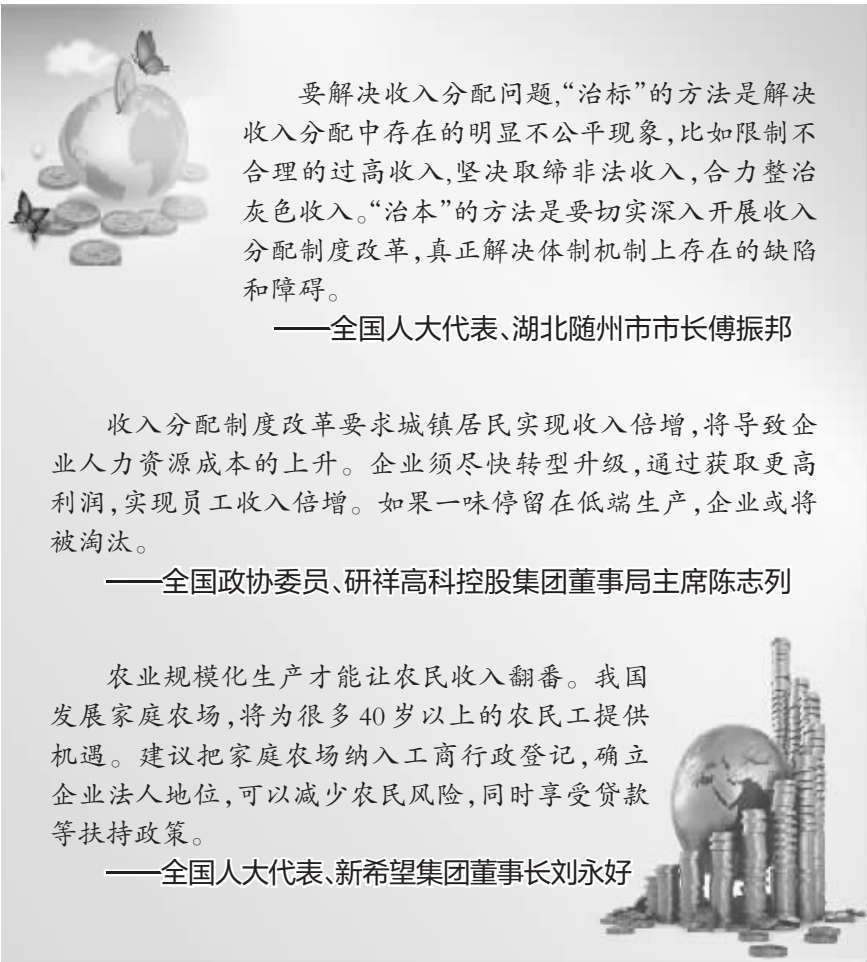 要解决收入分配问题,“治标”的方法是解决
收入分配中存在的明显不公平现象,比如限制不
合理的过高收入,坚决取缔非法收入,合力整治
灰色收入。“治本”的方法是要切实深入开展收入
分配制度改革,真正解决体制机制上存在的缺陷
和障碍。
——全国人大代表、湖北随州市市长傅振邦
收入分配制度改革要求城镇居民实现收入倍增,将导致企
业人力资源成本的上升。企业须尽快转型升级,通过获取更高
利润,实现员工收入倍增。如果一味停留在低端生产,企业或将
被淘汰。
——全国政协委员、研祥高科控股集团董事局主席陈志列
农业规模化生产才能让农民收入翻番。我国
发展家庭农场,将为很多40岁以上的农民工提供
机遇。建议把家庭农场纳入工商行政登记,确立
企业法人地位,可以减少农民风险,同时享受贷款
等扶持政策。
——全国人大代表、新希望集团董事长刘永好